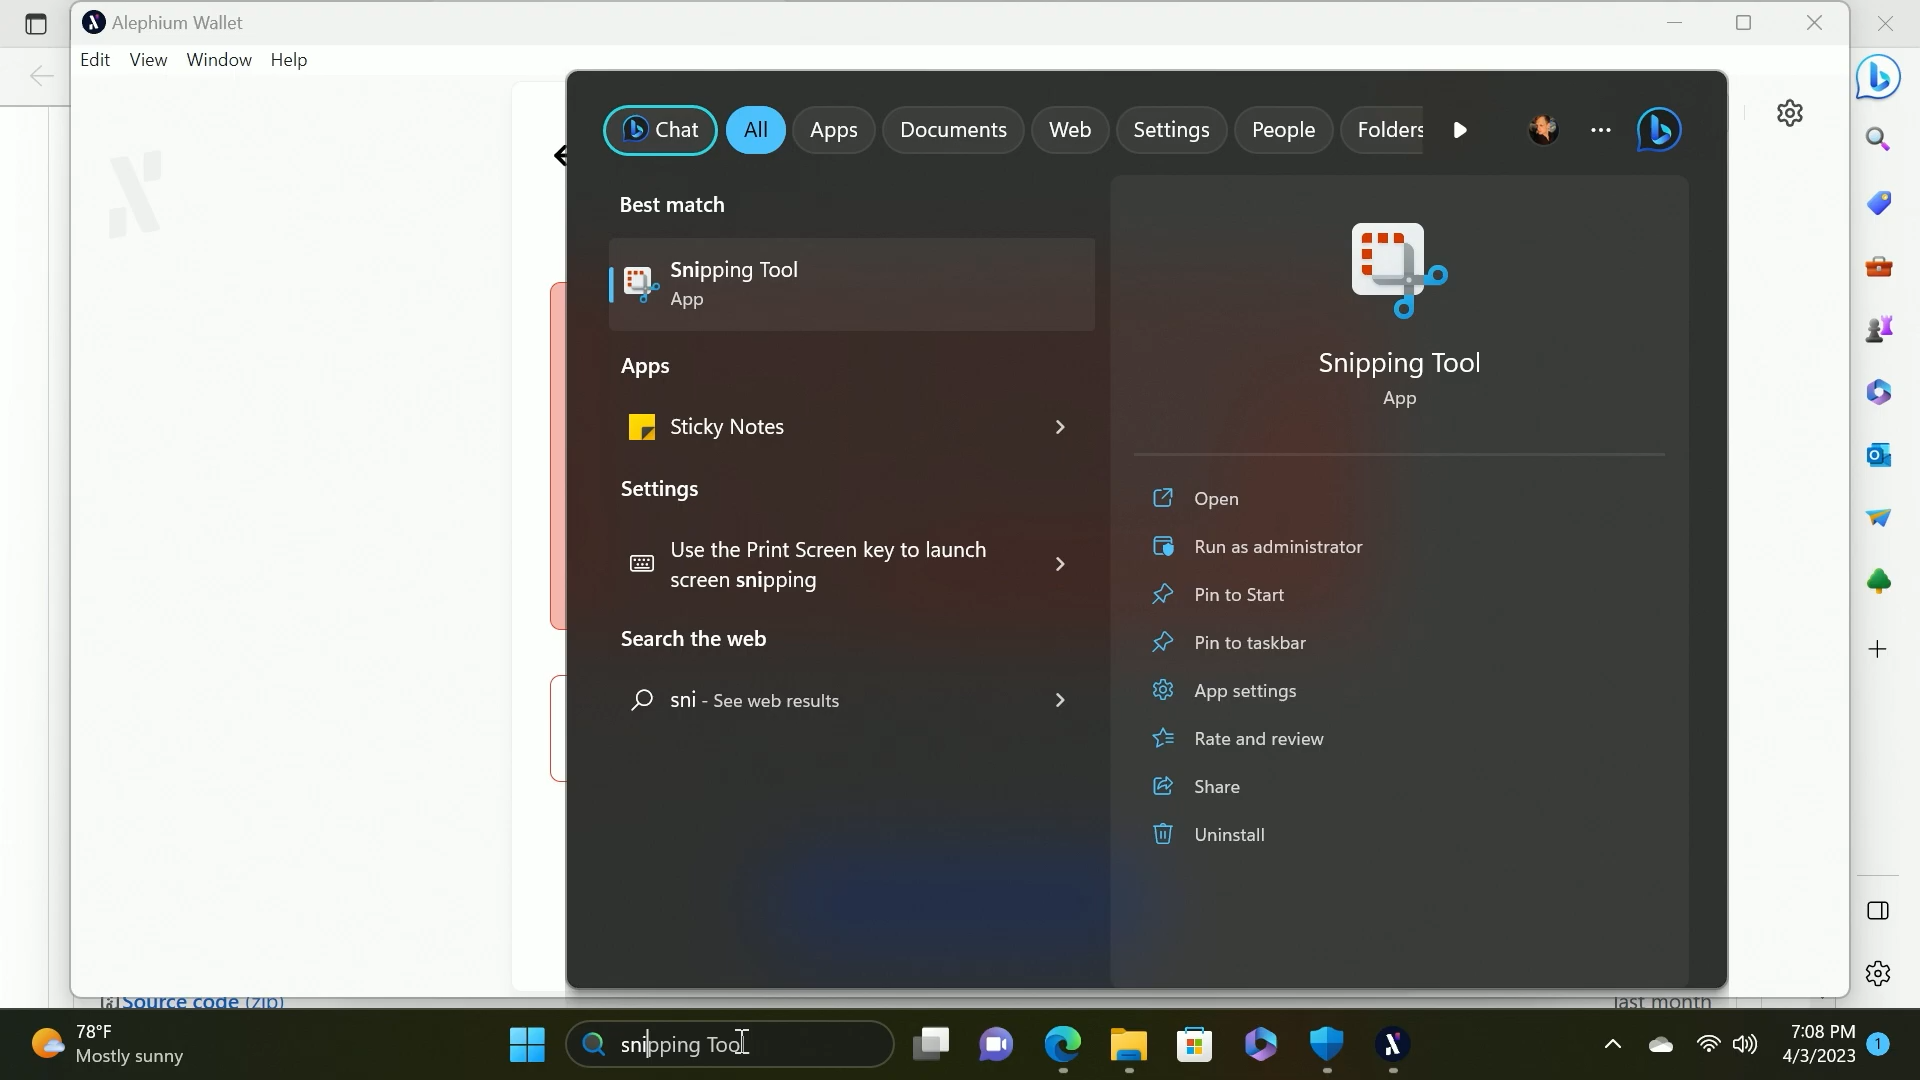 Alephium Wallet
Edit View Window Help
Chat All Apps Documents Web Settings People Folders
Best match
Snipping Tool
App
Apps
Sticky Notes
Settings
Use the Print Screen key to launch
screen snipping
Search the web
sni - See web results
Snipping Tool
App
Open
Run as administrator
Pin to Start
Pin to taskbar
App settings
Rate and review
Share
Uninstall
Source code (zip)
last month
78°F
Mostly sunny
snipping Tool
7:08 PM
4/3/2023
1